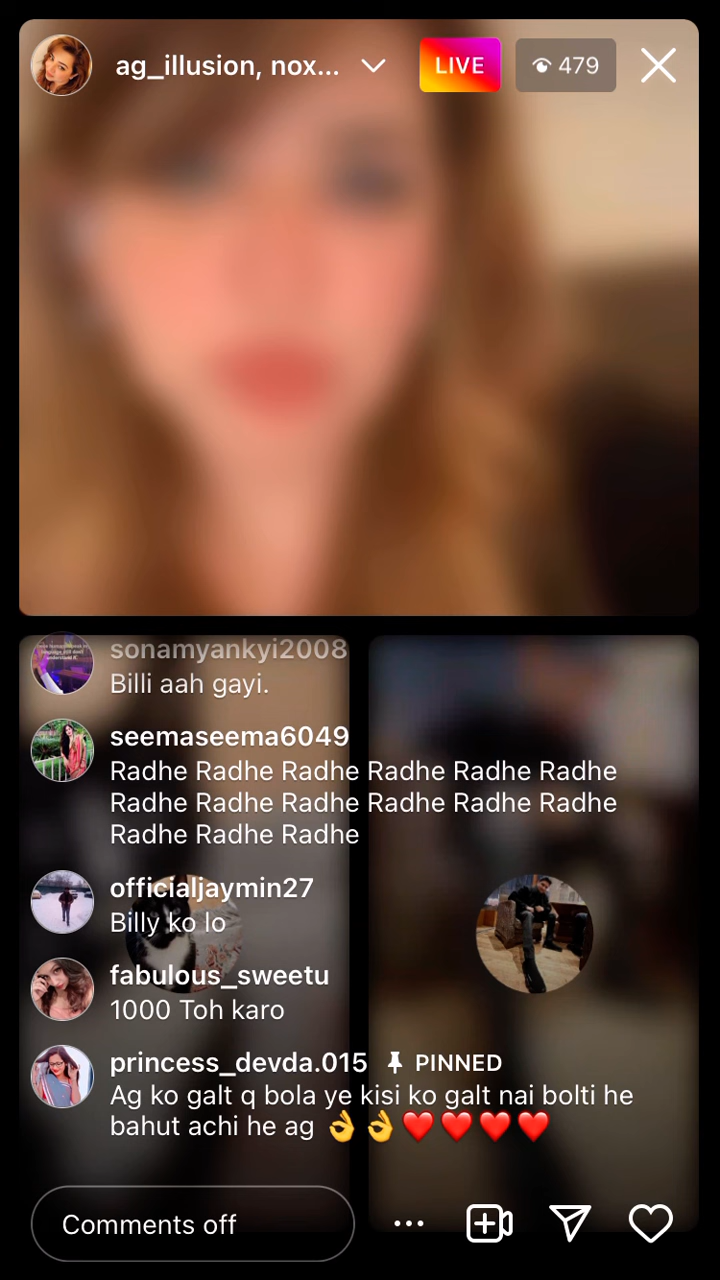 ag_illusion, nox...
LIVE
479
sonamyankyi2008
Billi aah gayi.
seemaseema6049
Radhe Radhe Radhe Radhe Radhe Radhe
Radhe Radhe Radhe Radhe Radhe Radhe
Radhe Radhe Radhe
officialjaymin27
Billy ko lo
fabulous_sweetu
1000 Toh karo
princess_devda.015 PINNED
Ag ko galt q bola ye kisi ko galt nai bolti he
bahut achi he ag 👌👌❤️❤️❤️❤️
Comments off